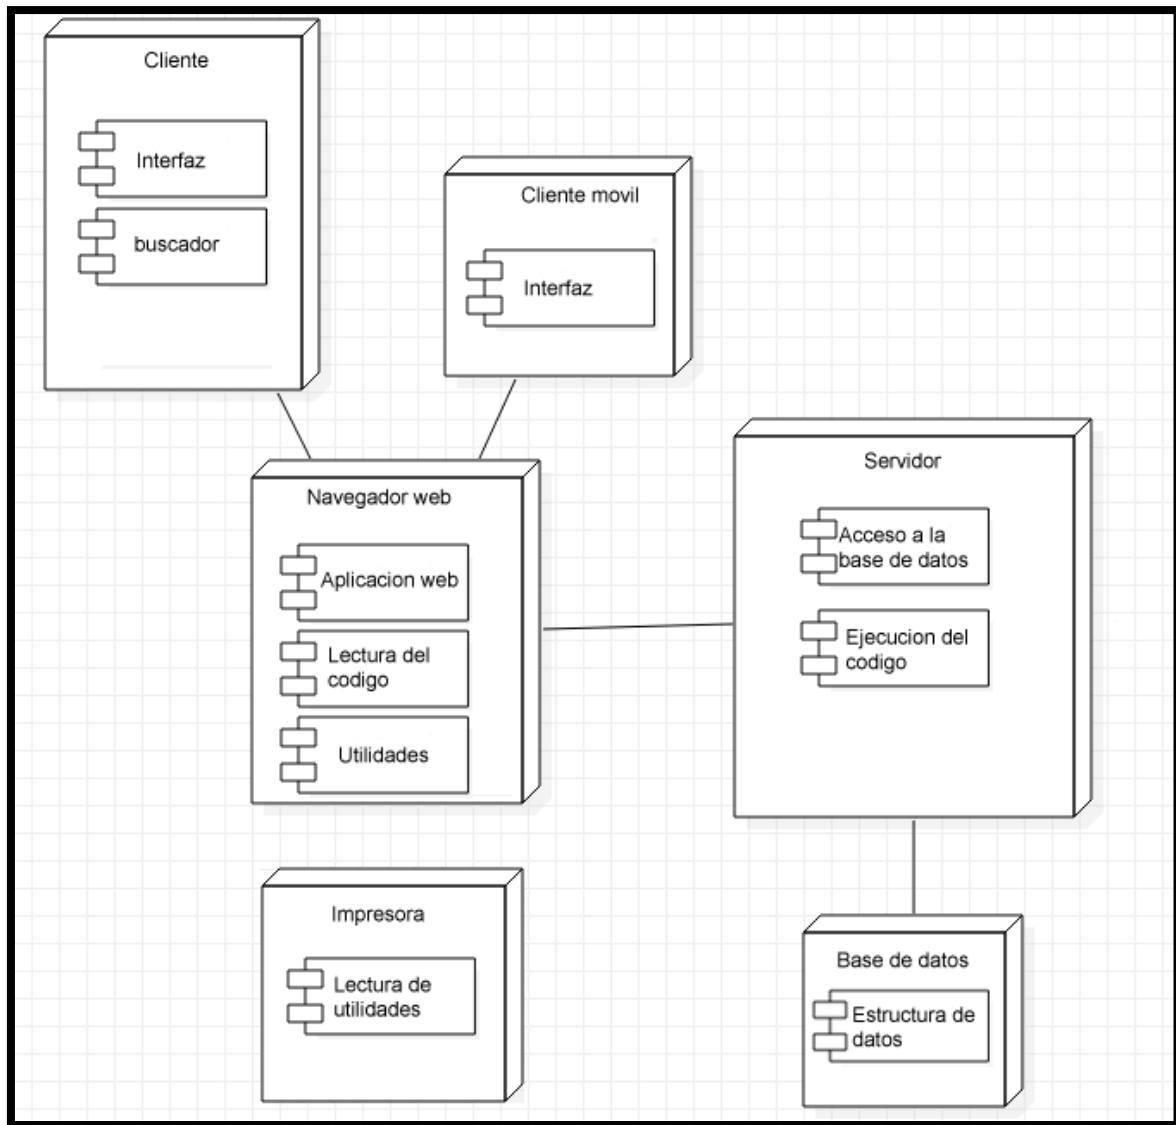 Cliente
Interfaz
buscador
Cliente movil
Interfaz
Navegador web
Aplicacion web
Lectura del
codigo
Utilidades
Servidor
Acceso a la
base de datos
Ejecucion del
codigo
Impresora
Lectura de
utilidades
Base de datos
Estructura de
datos